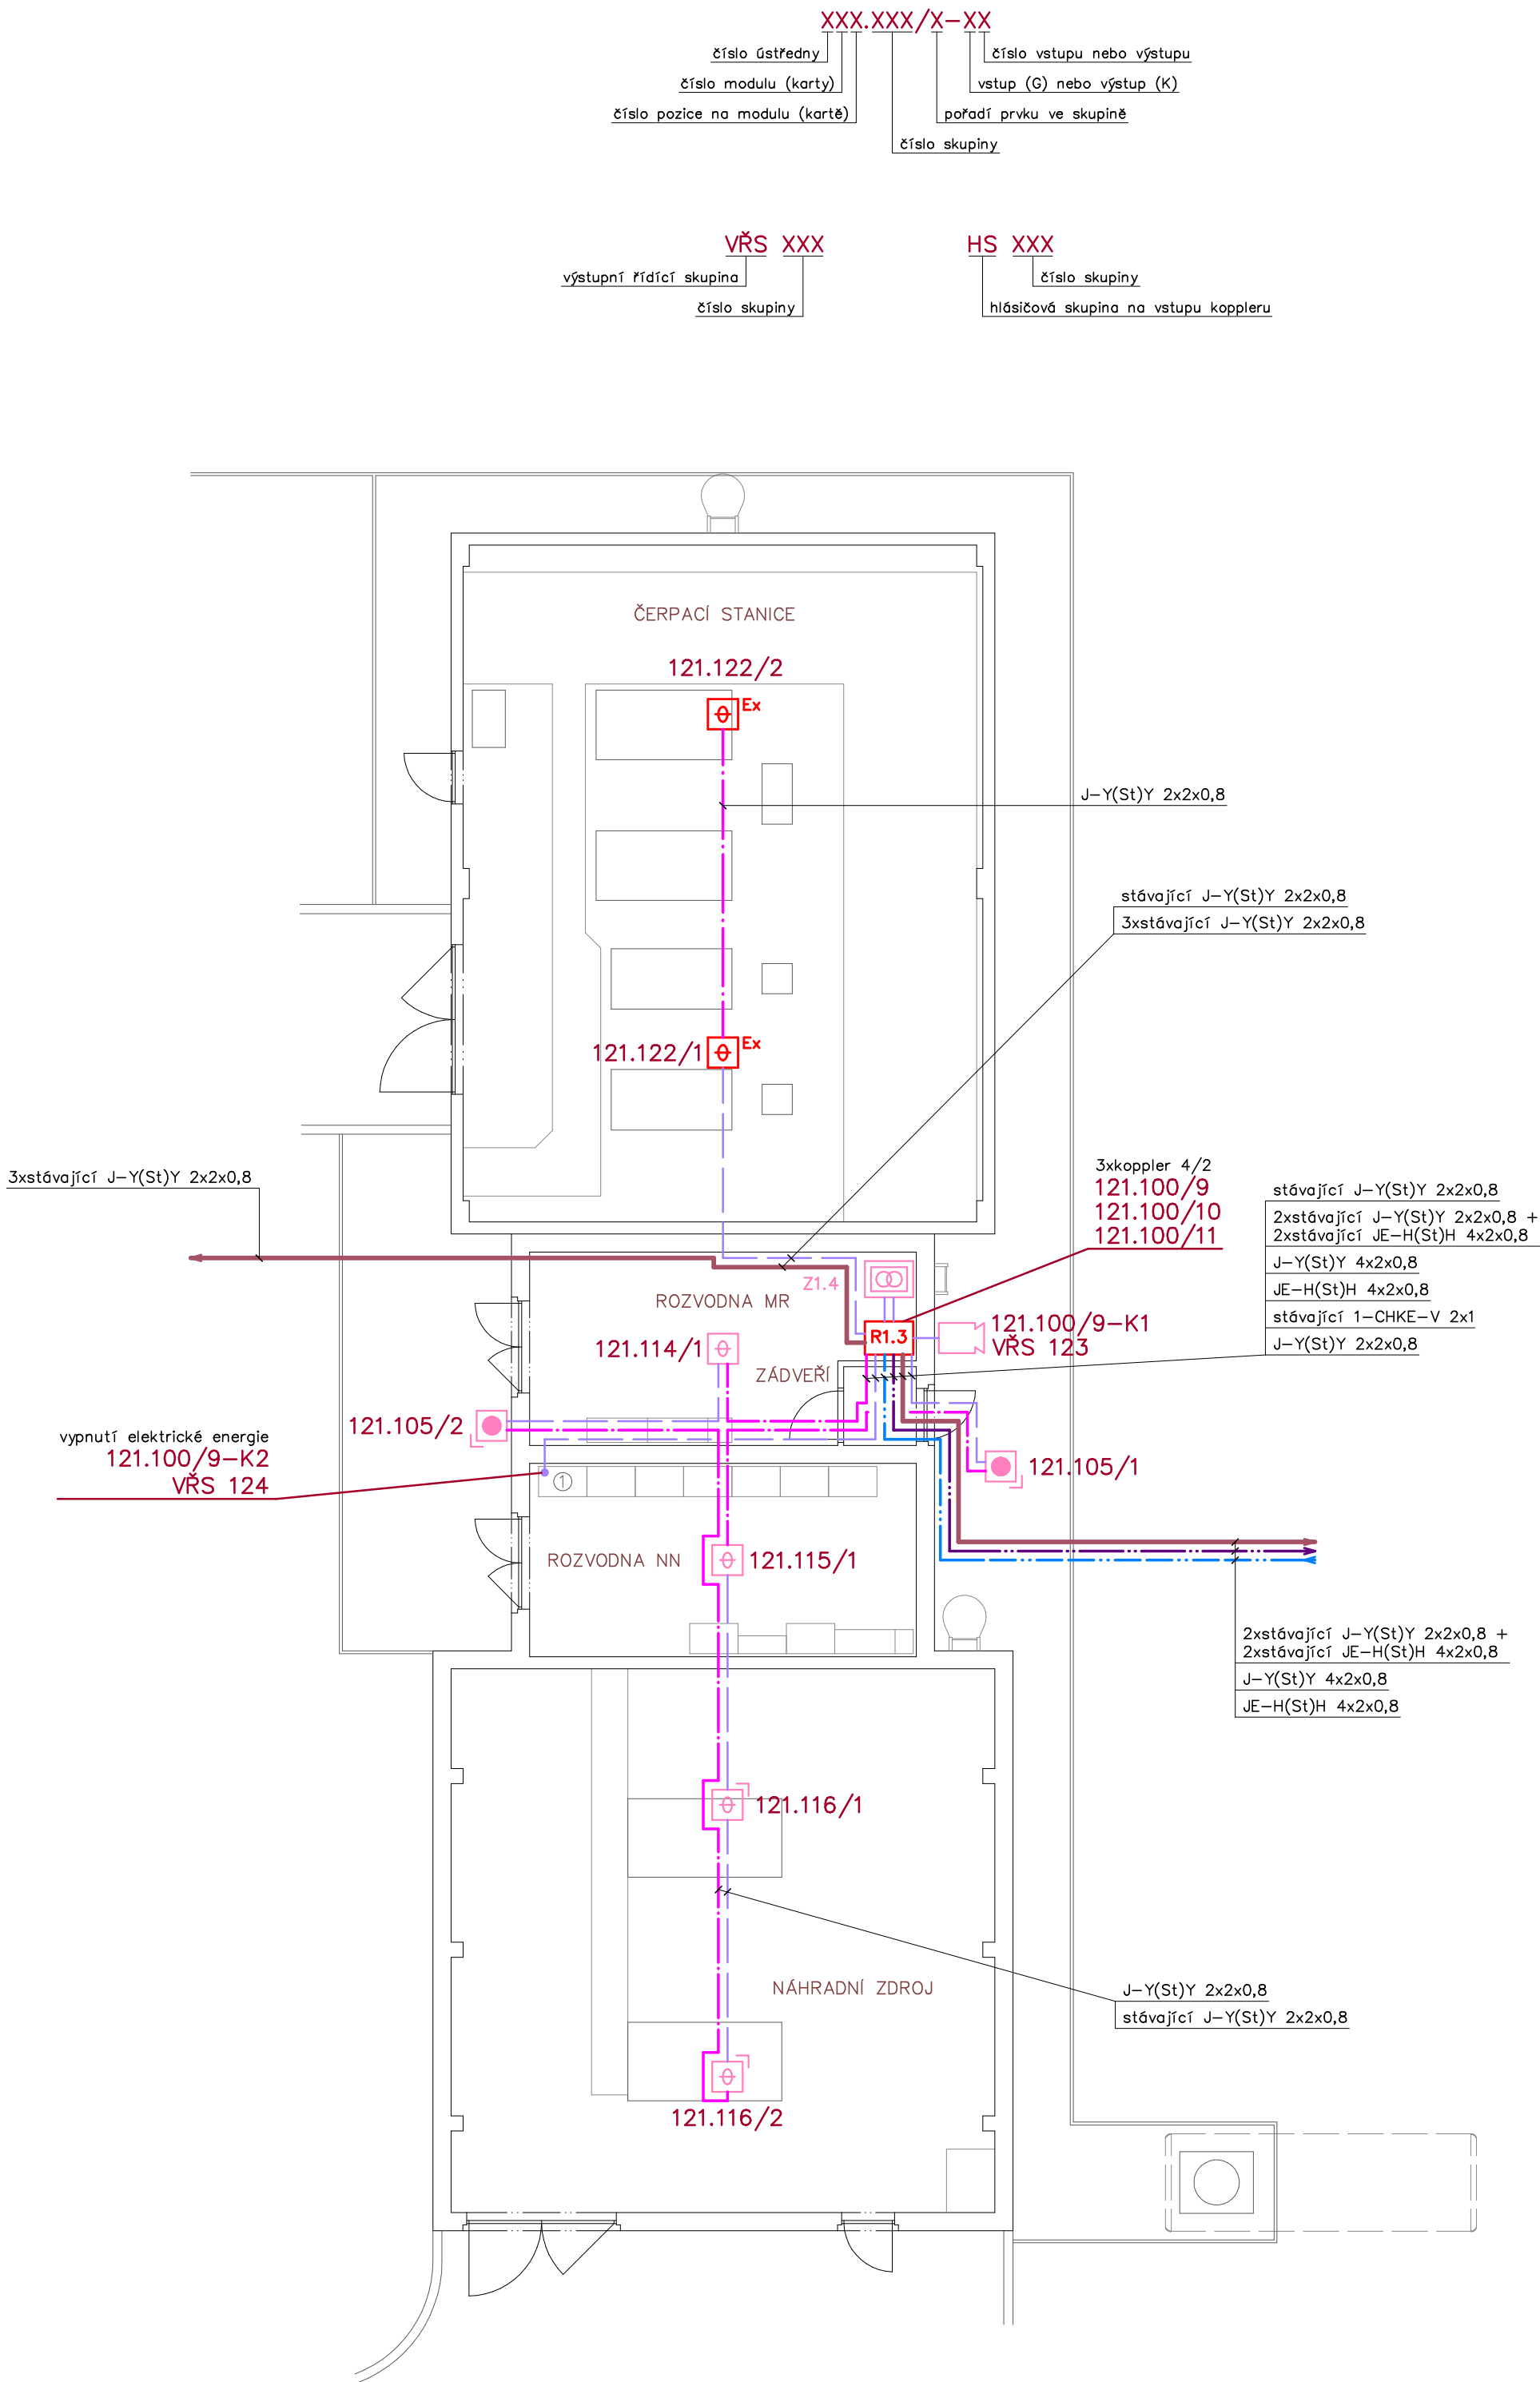 XXX.XXX/X-XX
číslo ústředny
číslo vstupu nebo výstupu
číslo modulu (karty)
vstup (G) nebo výstup (K)
číslo pozice na modulu (kartě)
pořadí prvku ve skupině
číslo skupiny
VŘS XXX
HS XXX
výstupní řídící skupina
číslo skupiny
číslo skupiny
hlásičová skupina na vstupu koppleru
ČERPACÍ STANICE
121.122/2
Ex
J-Y(St)Y 2x2x0,8
stávající J-Y(St)Y 2x2x0,8
3xstávající J-Y(St)Y 2x2x0,8
121.122/1
Ex
3xstávající J-Y(St)Y 2x2x0,8
3xkoppler 4/2
121.100/9
121.100/10
121.100/11
stávající J-Y(St)Y 2x2x0,8
2xstávající J-Y(St)Y 2x2x0,8 +
2xstávající JE-H(St)H 4x2x0,8
J-Y(St)Y 4x2x0,8
JE-H(St)H 4x2x0,8
stávající 1-CHKE-V 2x1
J-Y(St)Y 2x2x0,8
Z1.4
ROZVODNA MR
R1.3
121.100/9-K1
VŘS 123
121.114/1
ZÁDVEŘÍ
121.105/2
vypnutí elektrické energie
121.100/9-K2
VŘS 124
121.105/1
1
ROZVODNA NN
121.115/1
2xstávající J-Y(St)Y 2x2x0,8 +
2xstávající JE-H(St)H 4x2x0,8
J-Y(St)Y 4x2x0,8
JE-H(St)H 4x2x0,8
121.116/1
NÁHRADNÍ ZDROJ
J-Y(St)Y 2x2x0,8
stávající J-Y(St)Y 2x2x0,8
121.116/2